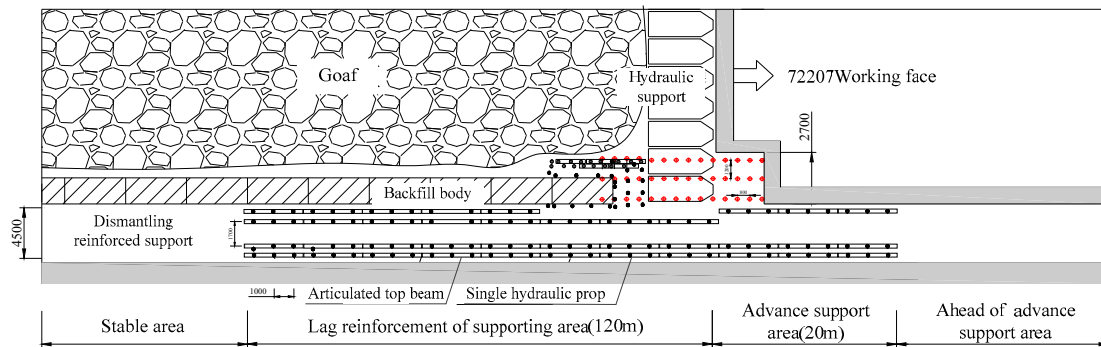 Goaf
Hydraulic
support
72207Working face
2700
Backfill body
4500
Dismantling
reinforced support
1700
1000
Articulated top beam
Single hydraulic prop
Stable area
Lag reinforcement of supporting area(120m)
Advance support
area(20m)
Ahead of advance
support area